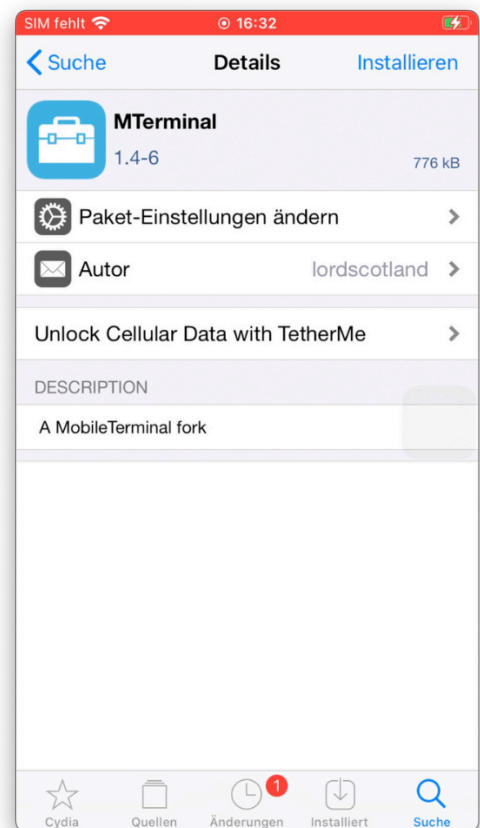 SIM fehlt 16:32
Suche Details Installieren
MTerminal
1.4-6 776 kB
Paket-Einstellungen ändern
Autor lordscotland
Unlock Cellular Data with TetherMe
DESCRIPTION
A MobileTerminal fork
1
Cydia Quellen Änderungen Installiert Suche